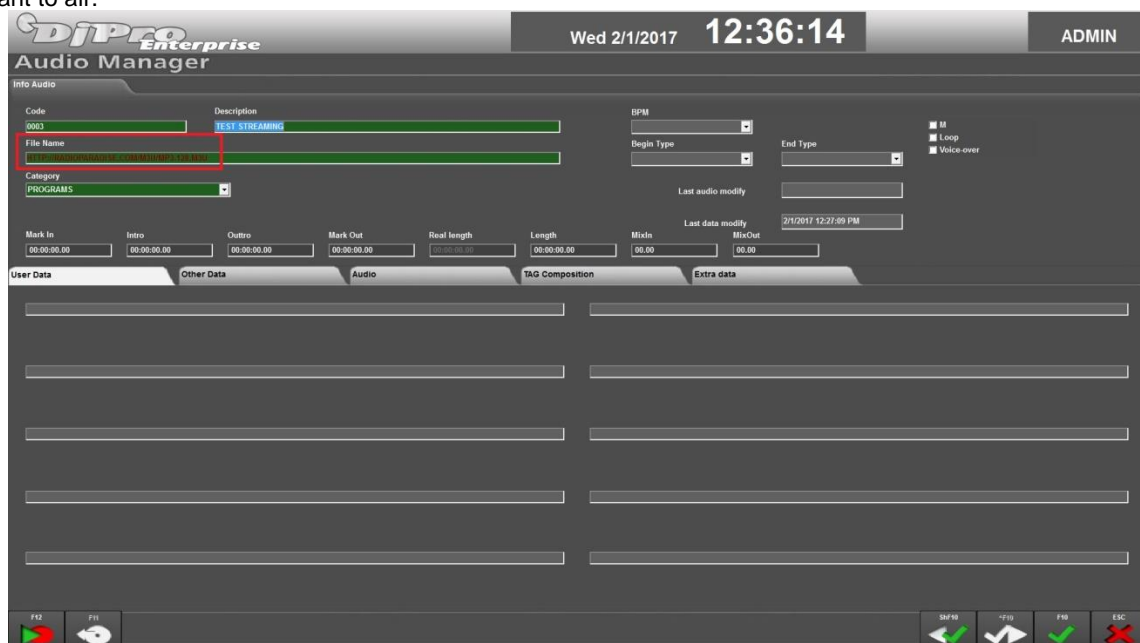 ant to air.
DjPro Enterprise
Wed 2/1/2017 12:36:14 ADMIN
Audio Manager
Info Audio
Code Description BPM
0003 TEST STREAMING
M
File Name Begin Type End Type
Loop
Voice-over
Category
PROGRAMS
Last audio modify
Last data modify 2/1/2017 12:27:09 PM
Mark In Intro Outtro Mark Out Real length Length MixIn MixOut
00:00:00.00 00:00:00.00 00:00:00.00 00:00:00.00 00:00:00.00 00:00:00.00 00.00 00.00
User Data Other Data Audio TAG Composition Extra data
F12 F11 ShF10 F10 ESC